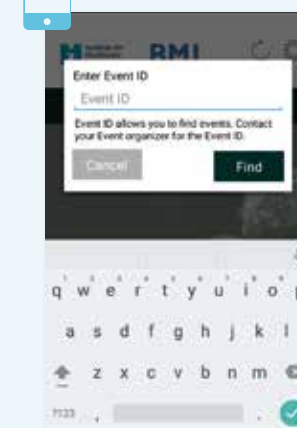 BMJ
Enter Event ID
Event ID
Event ID allows you to find events. Contact
your Event organizer for the Event ID.
Cancel
Find
q w e r t y u i o p
a s d f g h j k l
z x c v b n m
?123 , .